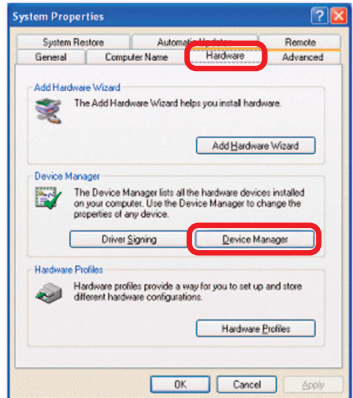 System Properties
System Restore Automatic Updates Remote
General Computer Name Hardware Advanced
Add Hardware Wizard
The Add Hardware Wizard helps you install hardware.
Add Hardware Wizard
Device Manager
The Device Manager lists all the hardware devices installed
on your computer. Use the Device Manager to change the
properties of any device.
Driver Signing Device Manager
Hardware Profiles
Hardware profiles provide a way for you to set up and store
different hardware configurations.
Hardware Profiles
OK Cancel Apply